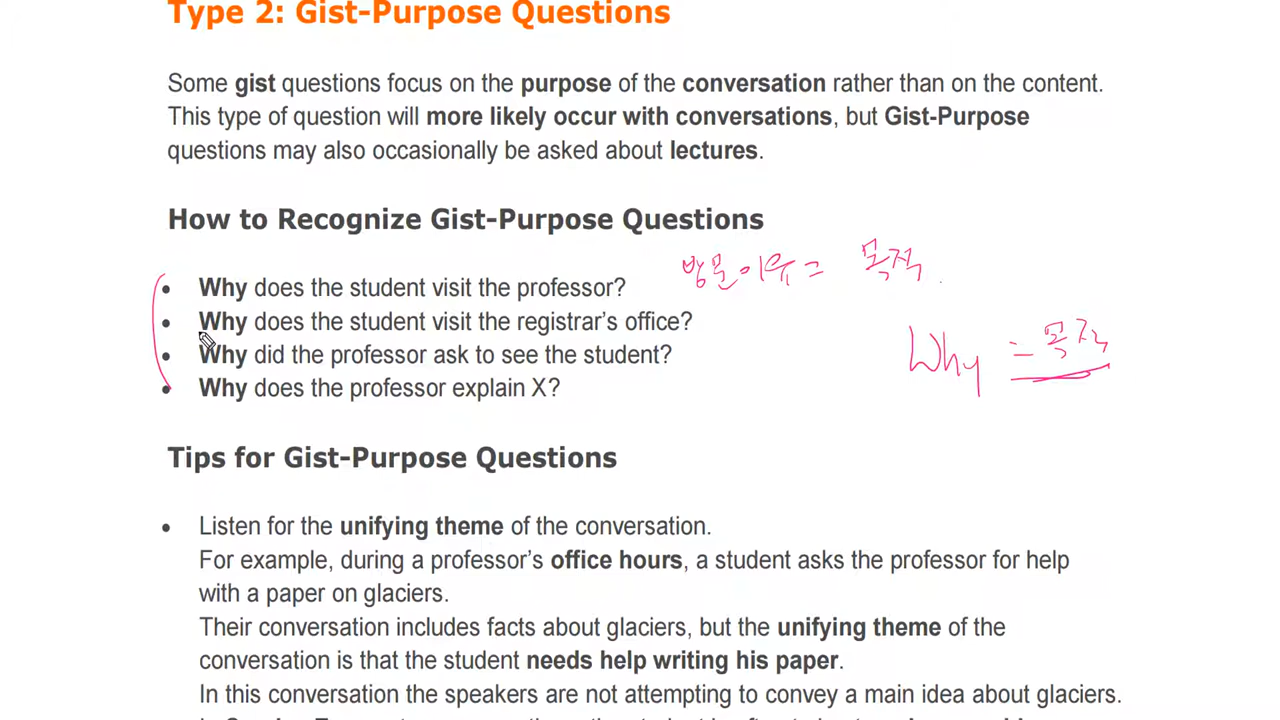 Type 2: Gist-Purpose Questions
Some gist questions focus on the purpose of the conversation rather than on the content.
This type of question will more likely occur with conversations, but Gist-Purpose
questions may also occasionally be asked about lectures.
How to Recognize Gist-Purpose Questions
• Why does the student visit the professor? 방문이유 = 목적.
• Why does the student visit the registrar's office?
• Why did the professor ask to see the student? Why = 목적
• Why does the professor explain X?
Tips for Gist-Purpose Questions
• Listen for the unifying theme of the conversation.
For example, during a professor's office hours, a student asks the professor for help
with a paper on glaciers.
Their conversation includes facts about glaciers, but the unifying theme of the
conversation is that the student needs help writing his paper.
In this conversation the speakers are not attempting to convey a main idea about glaciers.